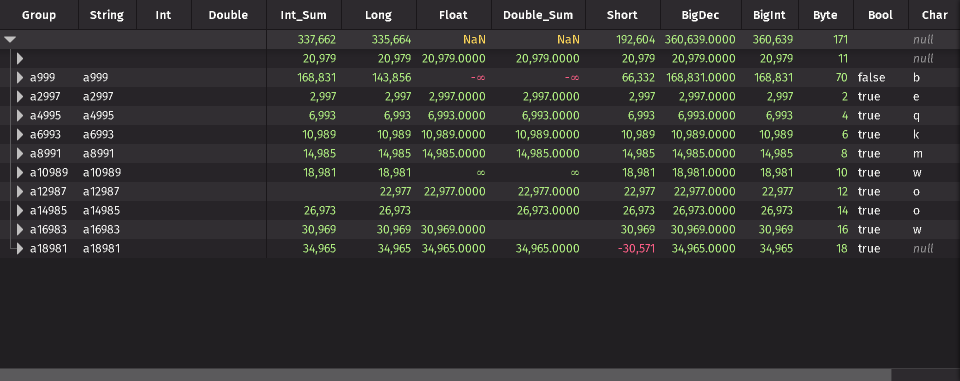 Group String Int Double Int_Sum Long Float Double_Sum Short BigDec BigInt Byte Bool Char
337,662 335,664 NaN NaN 192,604 360,639.0000 360,639 171 null
20,979 20,979 20,979.0000 20,979.0000 20,979 20,979.0000 20,979 11 null
a999 a999 168,831 143,856 -∞ -∞ 66,332 168,831.0000 168,831 70 false b
a2997 a2997 2,997 2,997 2,997.0000 2,997.0000 2,997 2,997.0000 2,997 2 true e
a4995 a4995 6,993 6,993 6,993.0000 6,993.0000 6,993 6,993.0000 6,993 4 true q
a6993 a6993 10,989 10,989 10,989.0000 10,989.0000 10,989 10,989.0000 10,989 6 true k
a8991 a8991 14,985 14,985 14,985.0000 14,985.0000 14,985 14,985.0000 14,985 8 true m
a10989 a10989 18,981 18,981 ∞ ∞ 18,981 18,981.0000 18,981 10 true w
a12987 a12987 22,977 22,977.0000 22,977.0000 22,977 22,977.0000 22,977 12 true o
a14985 a14985 26,973 26,973 26,973.0000 26,973 26,973.0000 26,973 14 true o
a16983 a16983 30,969 30,969 30,969.0000 30,969 30,969.0000 30,969 16 true w
a18981 a18981 34,965 34,965 34,965.0000 34,965.0000 -30,571 34,965.0000 34,965 18 true null